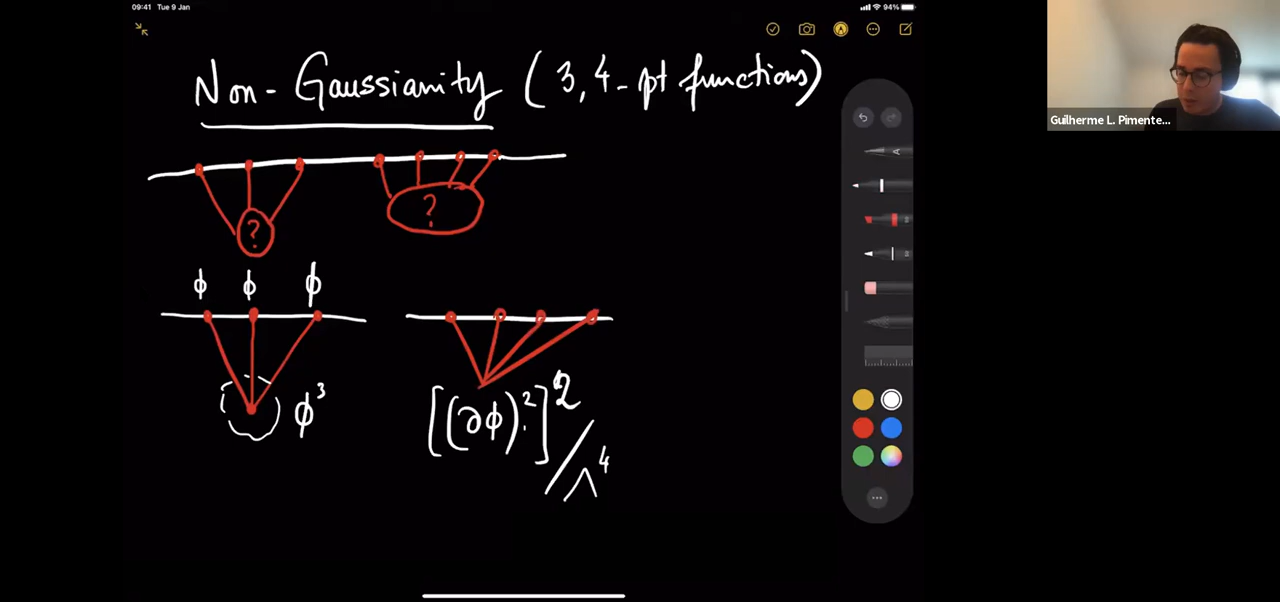 09:41 Tue 9 Jan
94%
Non-Gaussianity (3,4-pt functions)
? ?
ϕ ϕ ϕ
ϕ³
[(∂ϕ)²]²/Λ⁴
A
Guilherme L. Pimente...